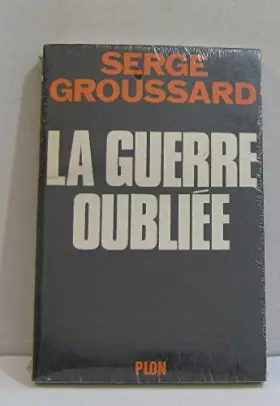 SERGE
GROUSSARD
LA GUERRE
OUBLIÉE
PLON